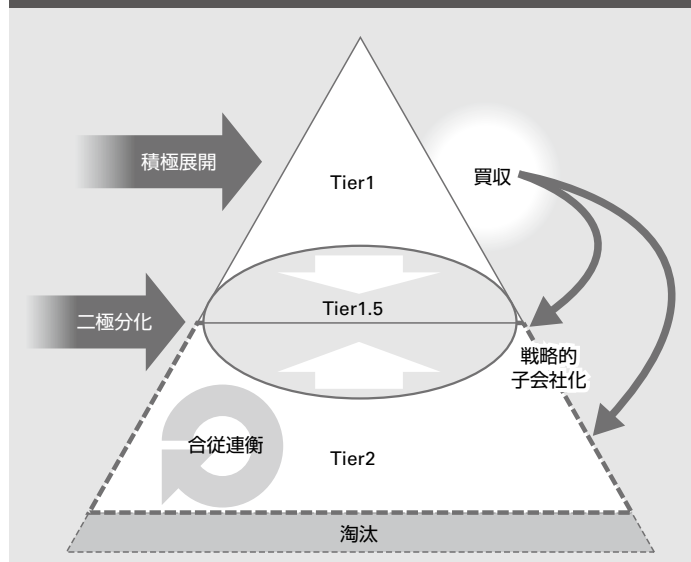 積極展開
Tier1
買収
二極分化
Tier1.5
戦略的
子会社化
合従連衡
Tier2
淘汰